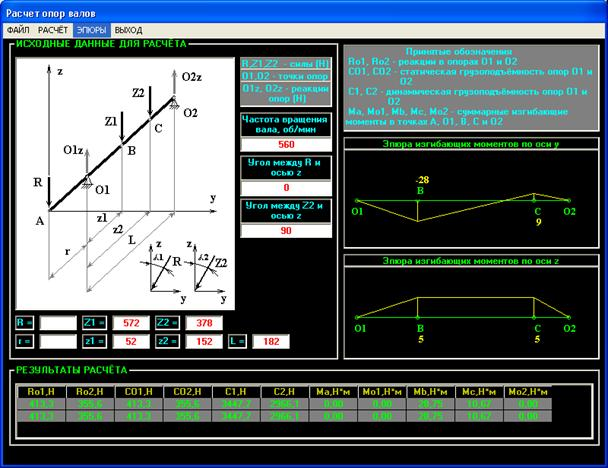 Расчет опор валов
ФАЙЛ РАСЧЁТ ЭПЮРЫ ВЫХОД
ИСХОДНЫЕ ДАННЫЕ ДЛЯ РАСЧЁТА
z
O2z
Z2
Z1
C
O2
B
O1z
R
O1
A
y
z1
z2
L
r
z
z
λ1
R
λ2
Z2
y
y
R =
Z1 = 572
Z2 = 378
r =
z1 = 52
z2 = 152
L = 182
R,Z1,Z2 - силы (Н)
O1,O2 - точки опор
O1z, O2z - реакции
опор (Н)
Частота вращения
вала, об/мин
560
Угол между R и
осью z
0
Угол между Z2 и
осью z
90
Принятые обозначения
Ro1, Ro2 - реакции в опорах O1 и O2
CO1, CO2 - статическая грузоподъёмность опор O1 и
O2
C1, C2 - динамическая грузоподъёмность опор O1 и
O2
Ma, Mo1, Mb, Mc, Mo2 - суммарные изгибающие
моменты в точках A, O1, B, C и O2
Эпюра изгибающих моментов по оси y
-28
B
O1
C
O2
9
Эпюра изгибающих моментов по оси z
O1
B
C
O2
5
5
РЕЗУЛЬТАТЫ РАСЧЁТА
Ro1,Н Ro2,Н CO1,Н CO2,Н C1,Н C2,Н Ma,Н*м Mo1,Н*м Mb,Н*м Mc,Н*м Mo2,Н*м
413,3 355,6 413,3 355,6 3447,7 2966,1 0,00 0,00 28,75 10,67 0,00
413,3 355,6 413,3 355,6 3447,7 2966,1 0,00 0,00 28,75 10,67 0,00